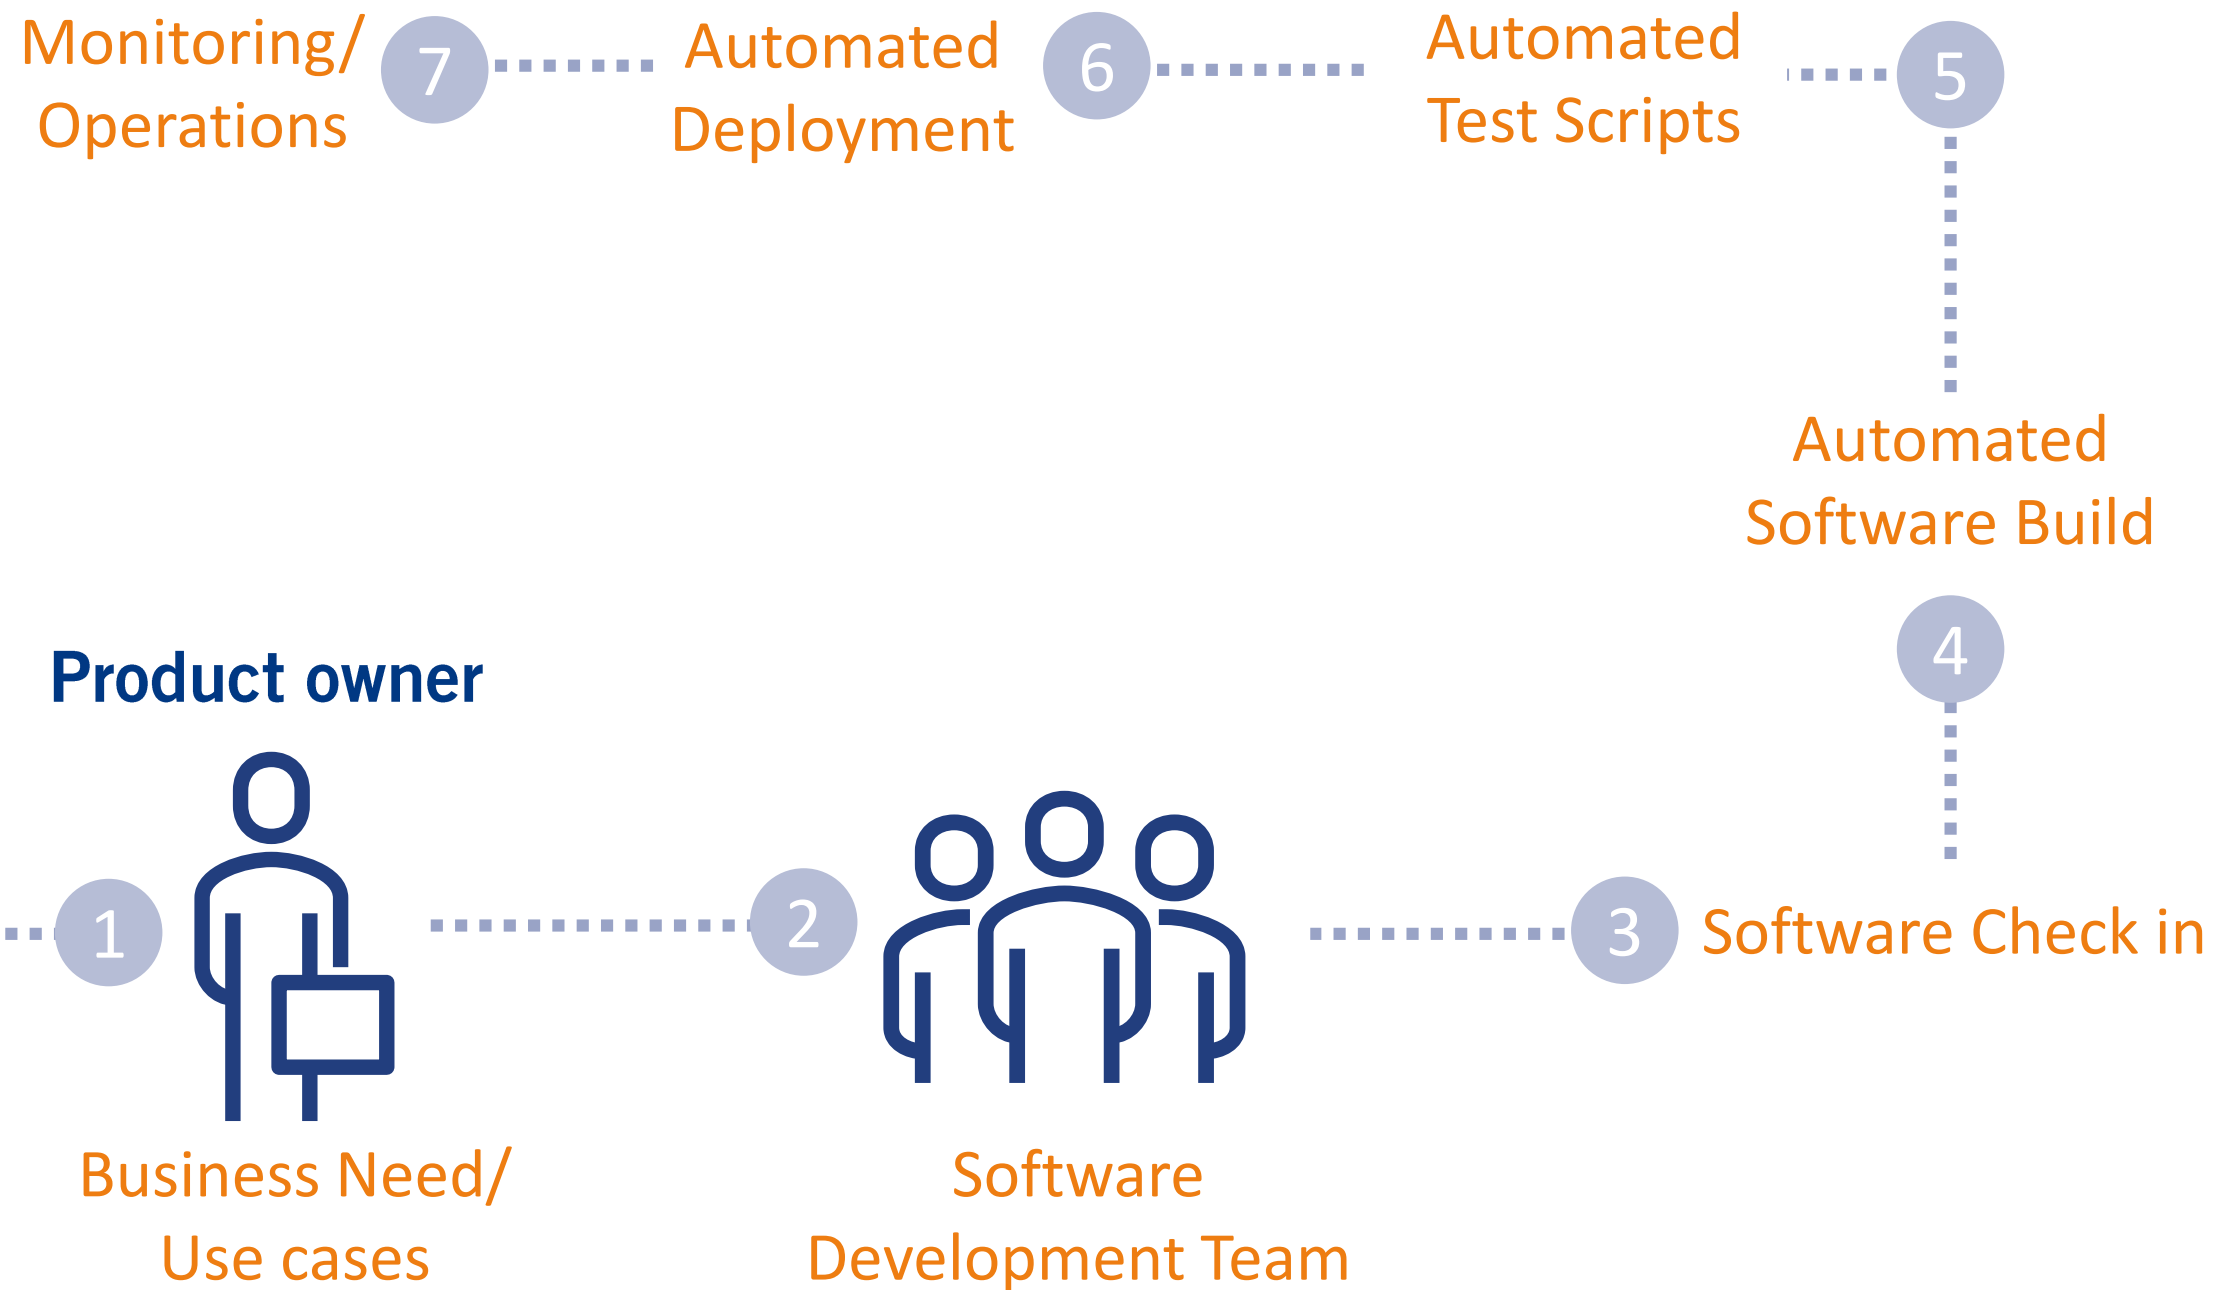 Monitoring/
Operations
7
Automated
Deployment
6
Automated
Test Scripts
5
Automated
Software Build
4
Product owner
1
Business Need/
Use cases
2
Software
Development Team
3
Software Check in